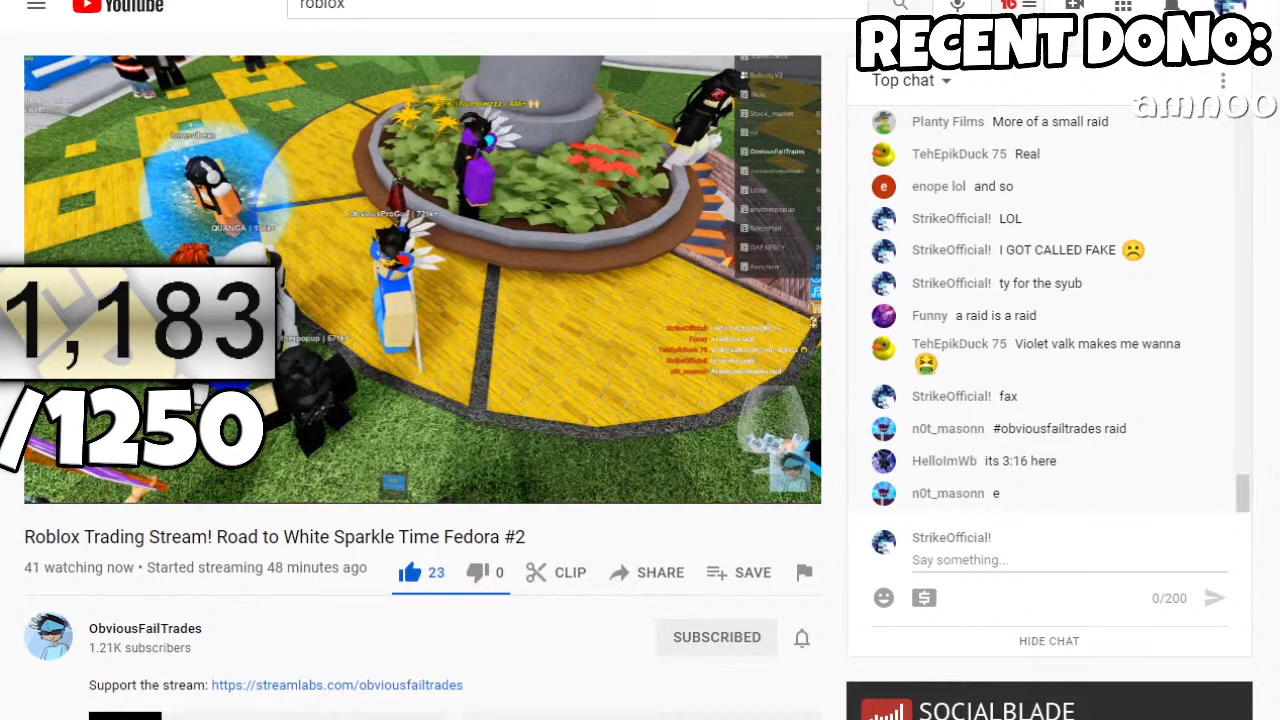 YouTube
roblox
16
RECENT DONO:
amnoo
Top chat
Planty Films More of a small raid
TehEpikDuck 75 Real
enope lol and so
StrikeOfficial! LOL
StrikeOfficial! I GOT CALLED FAKE
StrikeOfficial! ty for the syub
Funny a raid is a raid
TehEpikDuck 75 Violet valk makes me wanna
StrikeOfficial! fax
n0t_masonn #obviousfailtrades raid
HelloImWb its 3:16 here
n0t_masonn e
StrikeOfficial!
Say something...
0/200
HIDE CHAT
Stock_market
ObviousFailTrades
1,183
/1250
Roblox Trading Stream! Road to White Sparkle Time Fedora #2
41 watching now • Started streaming 48 minutes ago
23
0
CLIP
SHARE
SAVE
ObviousFailTrades
1.21K subscribers
SUBSCRIBED
Support the stream: https://streamlabs.com/obviousfailtrades
SOCIALBLADE